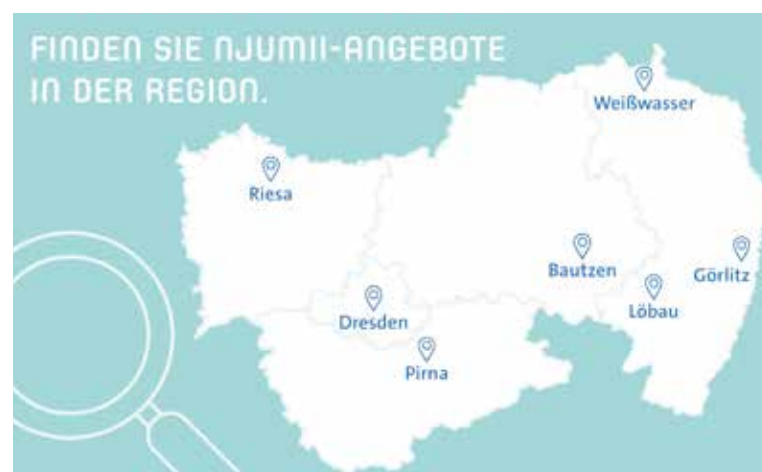 FINDEN SIE NJUMII-ANGEBOTE
IN DER REGION.
Weißwasser
Riesa
Bautzen
Görlitz
Löbau
Dresden
Pirna